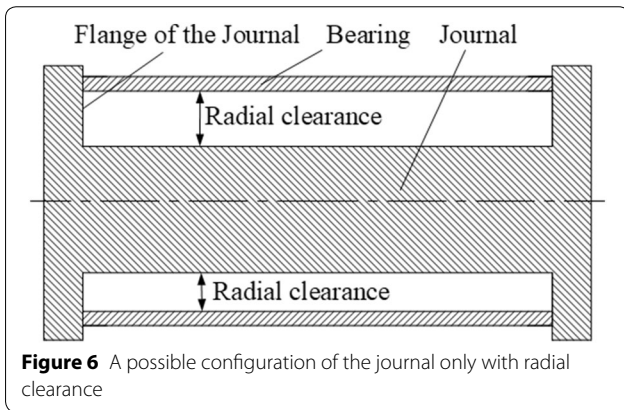 Flange of the Journal Bearing Journal
Radial clearance
Radial clearance
Figure 6 A possible configuration of the journal only with radial
clearance